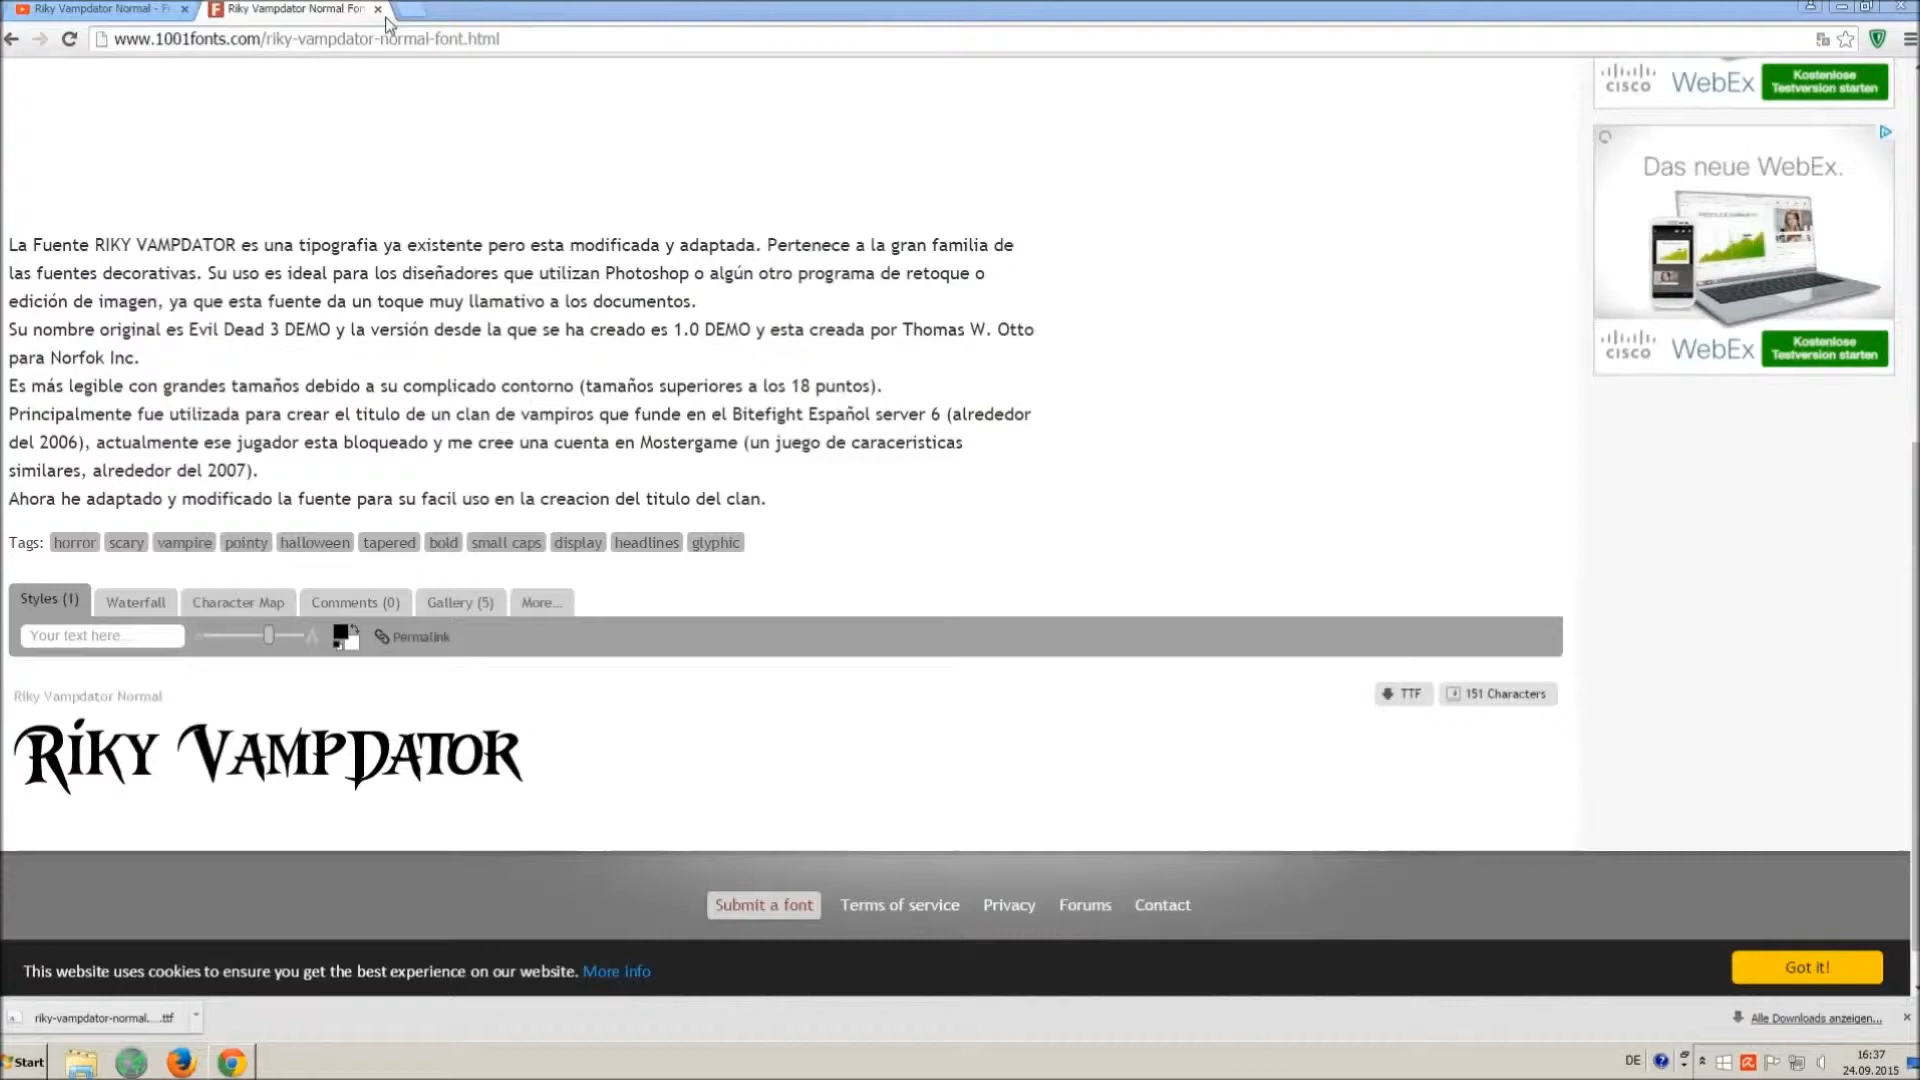 Riky Vampdator Normal - F
Riky Vampdator Normal Fon
www.1001fonts.com/riky-vampdator-normal-font.html
CISCO WebEx Kostenlose
Testversion starten
Das neue WebEx.
CISCO WebEx Kostenlose
Testversion starten
La Fuente RIKY VAMPDATOR es una tipografia ya existente pero esta modificada y adaptada. Pertenece a la gran familia de
las fuentes decorativas. Su uso es ideal para los diseñadores que utilizan Photoshop o algún otro programa de retoque o
edición de imagen, ya que esta fuente da un toque muy llamativo a los documentos.
Su nombre original es Evil Dead 3 DEMO y la versión desde la que se ha creado es 1.0 DEMO y esta creada por Thomas W. Otto
para Norfok Inc.
Es más legible con grandes tamaños debido a su complicado contorno (tamaños superiores a los 18 puntos).
Principalmente fue utilizada para crear el titulo de un clan de vampiros que funde en el Bitefight Español server 6 (alrededor
del 2006), actualmente ese jugador esta bloqueado y me cree una cuenta en Mostergame (un juego de caraceristicas
similares, alrededor del 2007).
Ahora he adaptado y modificado la fuente para su facil uso en la creacion del titulo del clan.
Tags: horror scary vampire pointy halloween tapered bold small caps display headlines glyphic
Styles (1) Waterfall Character Map Comments (0) Gallery (5) More...
Your text here... Permalink
Riky Vampdator Normal TTF 151 Characters
Riky VampDator
Submit a font Terms of service Privacy Forums Contact
This website uses cookies to ensure you get the best experience on our website. More info Got it!
riky-vampdator-normal....ttf Alle Downloads anzeigen...
Start DE 16:37
24.09.2015